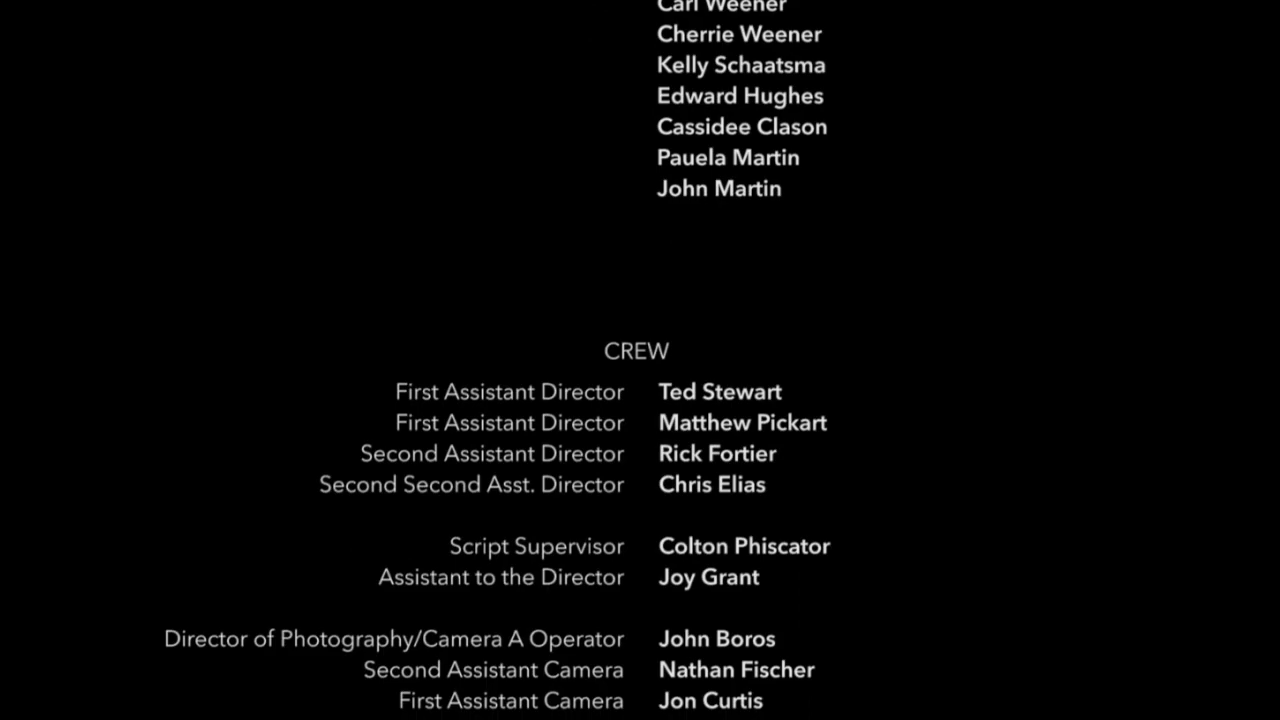 Carl Weener
Cherrie Weener
Kelly Schaatsma
Edward Hughes
Cassidee Clason
Pauela Martin
John Martin
CREW
First Assistant Director Ted Stewart
First Assistant Director Matthew Pickart
Second Assistant Director Rick Fortier
Second Second Asst. Director Chris Elias
Script Supervisor Colton Phiscator
Assistant to the Director Joy Grant
Director of Photography/Camera A Operator John Boros
Second Assistant Camera Nathan Fischer
First Assistant Camera Jon Curtis